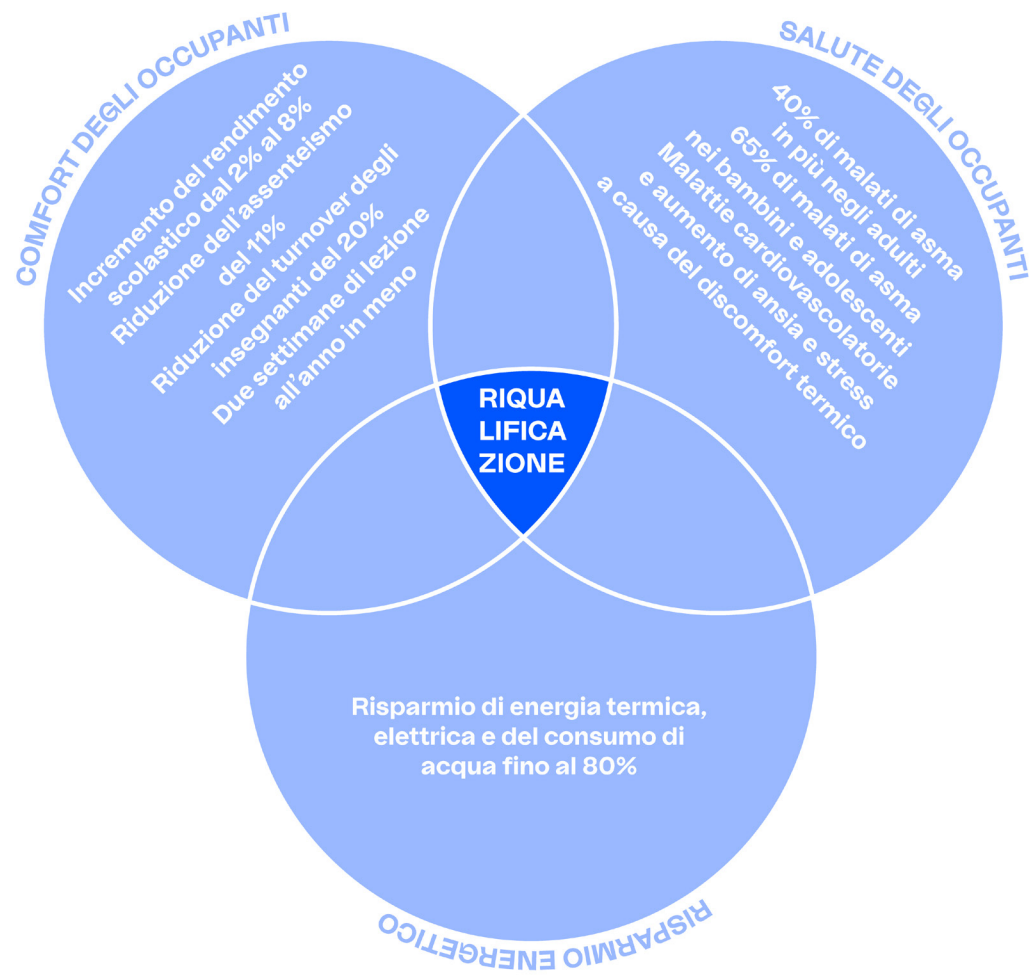 COMFORT DEGLI OCCUPANTI
Incremento del rendimento
scolastico dal 2% al 8%
Riduzione dell'assenteismo
del 11%
Riduzione del turnover degli
insegnanti del 20%
Due settimane di lezione
all'anno in meno
SALUTE DEGLI OCCUPANTI
40% di malati di asma
in più negli adulti
65% di malati di asma
nei bambini e adolescenti
Malattie cardiovascolatorie
e aumento di ansia e stress
a causa del discomfort termico
RIQUA
LIFICA
ZIONE
Risparmio di energia termica,
elettrica e del consumo di
acqua fino al 80%
RISPARMIO ENERGETICO